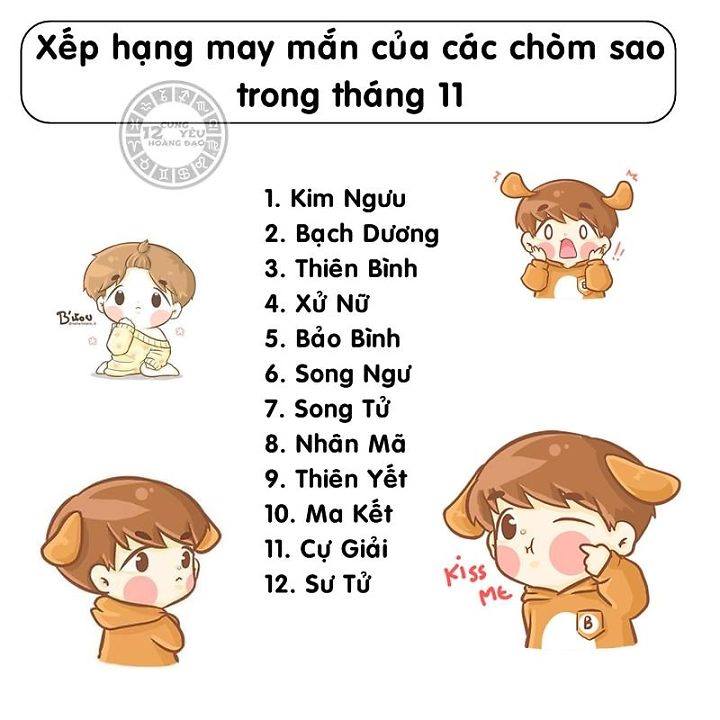 Xếp hạng may mắn của các chòm sao
trong tháng 11
12 CUNG YÊU
HOÀNG ĐẠO
1. Kim Ngưu
2. Bạch Dương
3. Thiên Bình
4. Xử Nữ
5. Bảo Bình
6. Song Ngư
7. Song Tử
8. Nhân Mã
9. Thiên Yết
10. Ma Kết
11. Cự Giải
12. Sư Tử
!!
KISS
ME
B